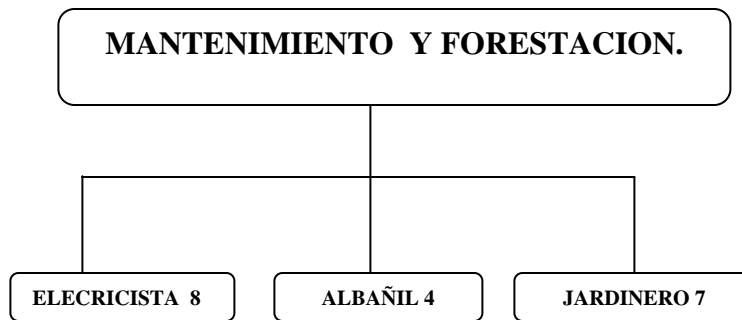 MANTENIMIENTO Y FORESTACION.
ELECRICISTA 8
ALBAÑIL 4
JARDINERO 7